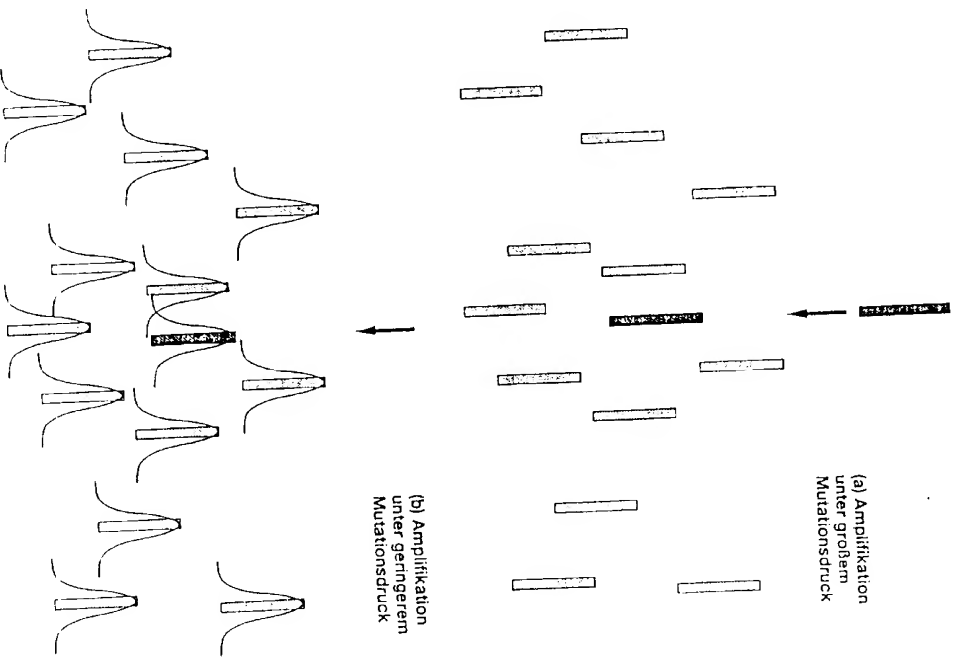 (a) Amplifikation
unter großem
Mutationsdruck
(b) Amplifikation
unter geringerem
Mutationsdruck